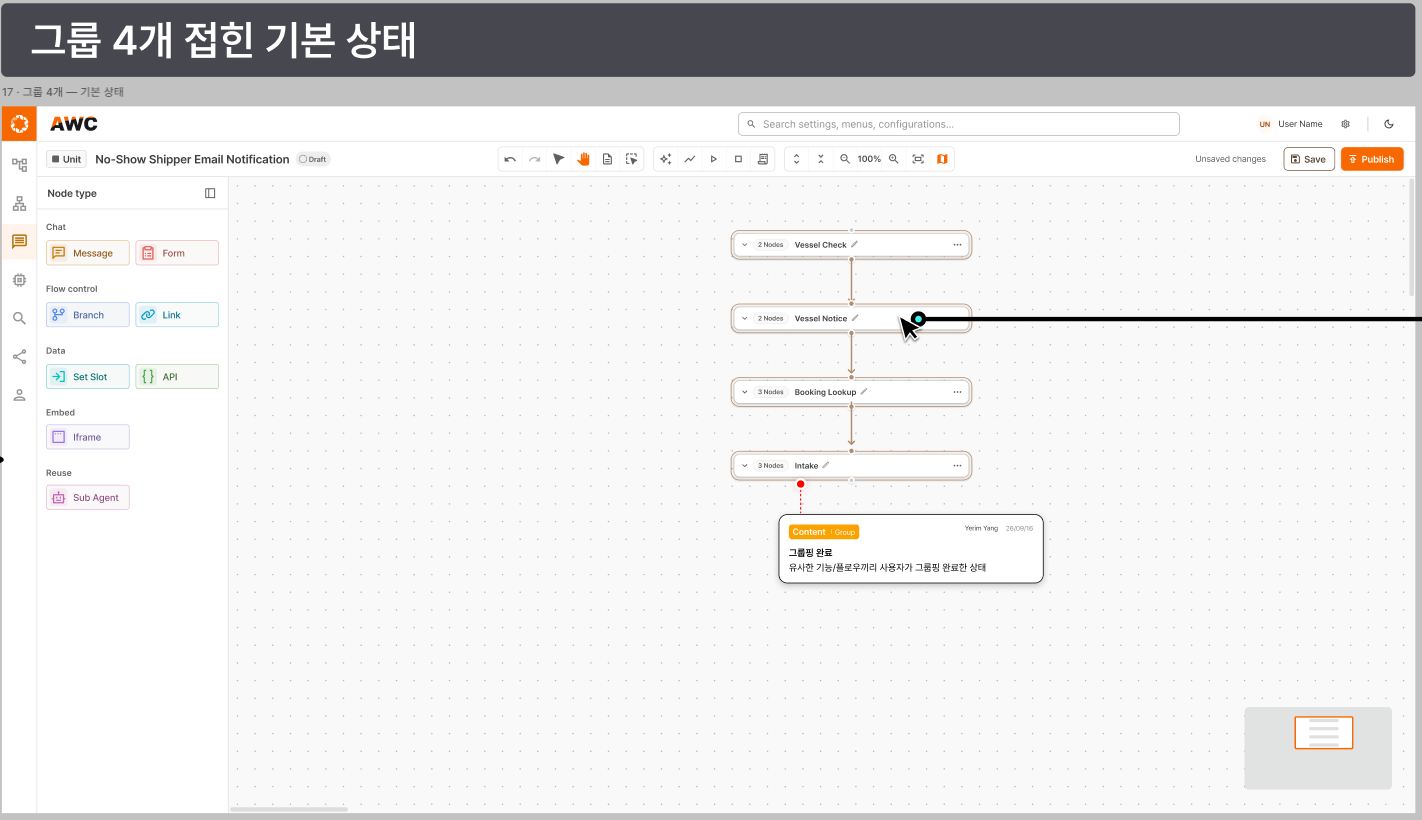 그룹 4개 접힌 기본 상태
17 · 그룹 4개 — 기본 상태
AWC
Search settings, menus, configurations...
UN User Name
Unit No-Show Shipper Email Notification Draft
100%
Unsaved changes Save Publish
Node type
Chat
Message Form
Flow control
Branch Link
Data
Set Slot API
Embed
Iframe
Reuse
Sub Agent
2 Nodes Vessel Check
2 Nodes Vessel Notice
3 Nodes Booking Lookup
3 Nodes Intake
Content Group Yerim Yang 26/09/16
그룹핑 완료
유사한 기능/플로우끼리 사용자가 그룹핑 완료한 상태